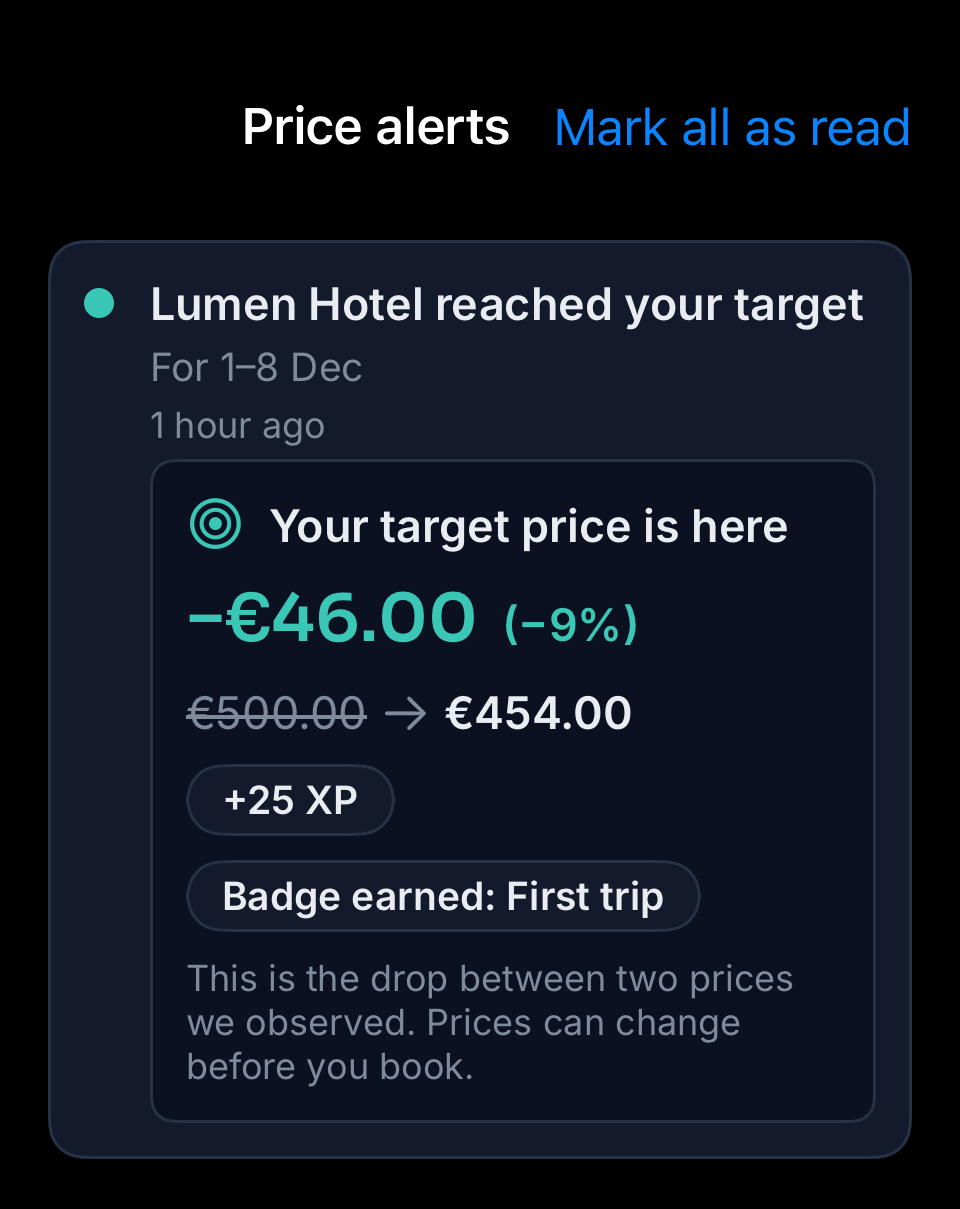 Price alerts Mark all as read
Lumen Hotel reached your target
For 1–8 Dec
1 hour ago
Your target price is here
−€46.00 (−9%)
€500.00 → €454.00
+25 XP
Badge earned: First trip
This is the drop between two prices
we observed. Prices can change
before you book.